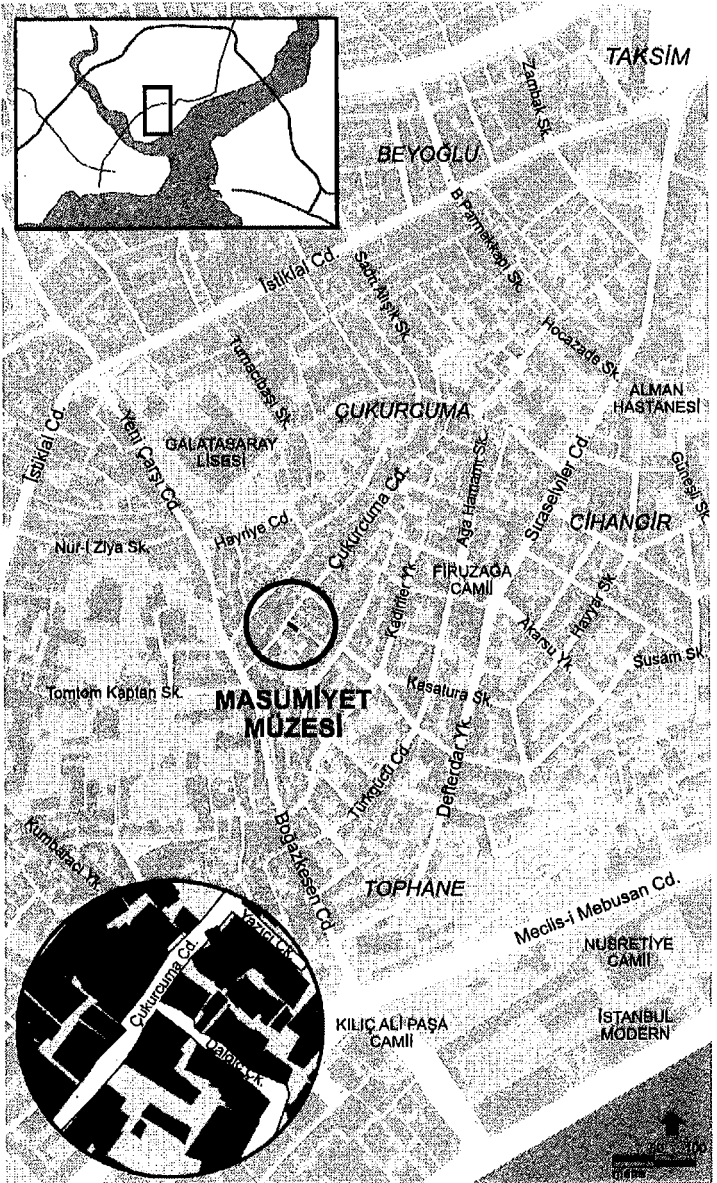 TAKSİM
Zambak Sk.
BEYOĞLU
B. Parmakkapı Sk.
İstiklal Cd.
Sadri Alışık Sk.
Hocazade Sk.
Turnacıbaşı Sk.
ALMAN
HASTANESİ
ÇUKURCUMA
İstiklal Cd.
Yeni Çarşı Cd.
GALATASARAY
LİSESİ
Ağa Hamamı Sk.
Sıraselviler Cd.
Güneşli Sk.
Çukurcuma Cd.
CİHANGİR
Hayriye Cd.
Nur-i Ziya Sk.
FİRUZAĞA
CAMİİ
Kadirler Yk.
Akarsu Yk.
Havyar Sk.
Susam Sk.
Tomtom Kaptan Sk.
MASUMİYET
MÜZESİ
Kasatura Sk.
Defterdar Yk.
Türkgücü Cd.
Kumbaracı Yk.
Boğazkesen Cd.
TOPHANE
Meclis-i Mebusan Cd.
Yazıcı Çk.
Çukurcuma Cd.
Dalgıç Çk.
NUSRETİYE
CAMİİ
KILIÇ ALİ PAŞA
CAMİİ
İSTANBUL
MODERN
100